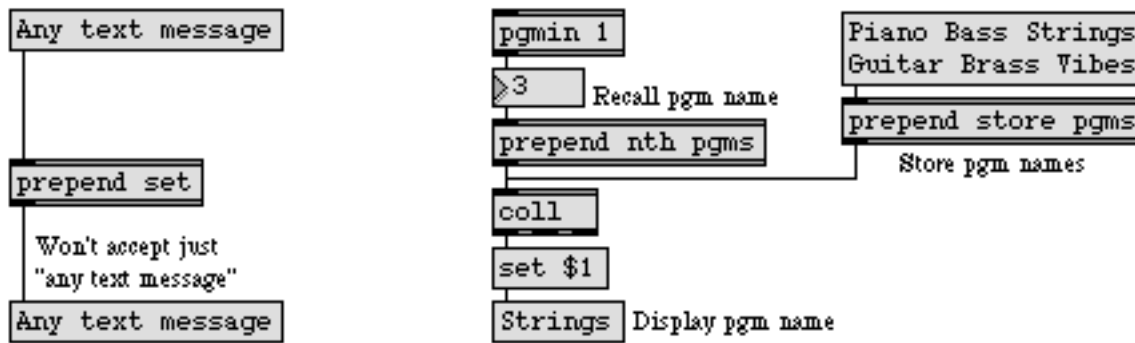 Any text message
prepend set
Won't accept just
"any text message"
Any text message
pgmin 1
3
Recall pgm name
prepend nth pgms
coll
set $1
Strings
Display pgm name
Piano Bass Strings
Guitar Brass Vibes
prepend store pgms
Store pgm names